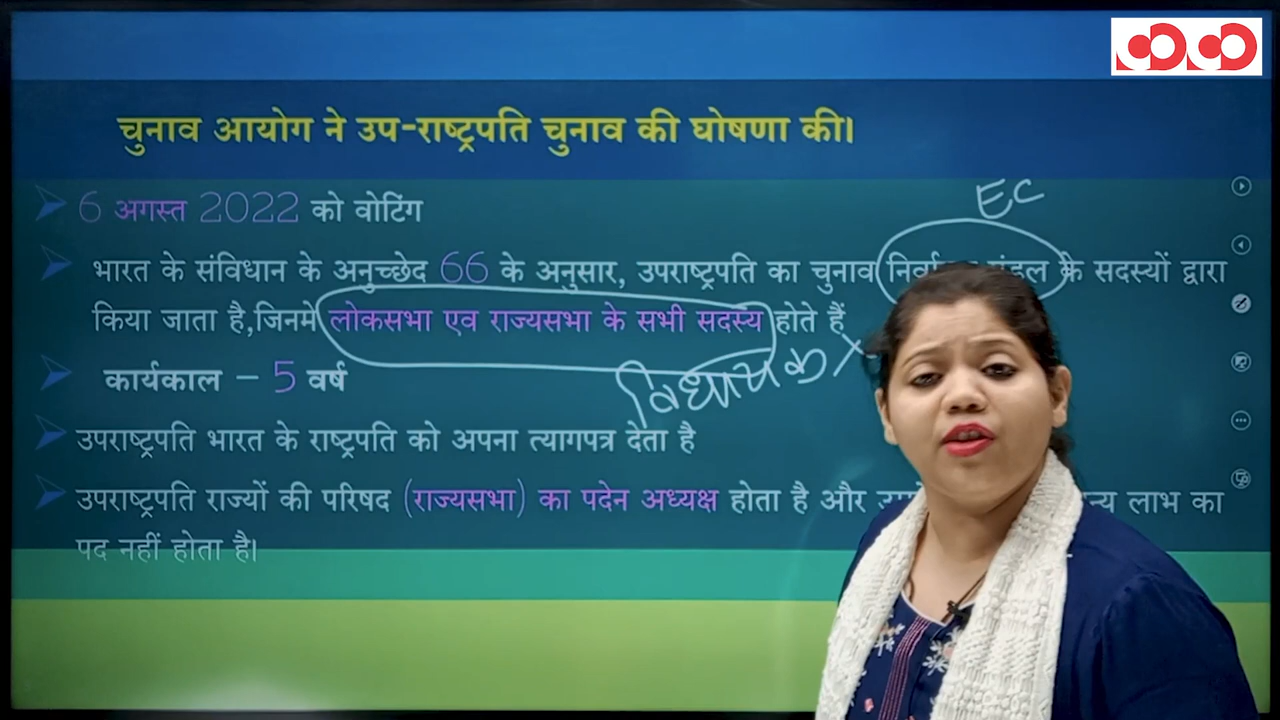 चुनाव आयोग ने उप-राष्ट्रपति चुनाव की घोषणा की।
6 अगस्त 2022 को वोटिंग
EC
भारत के संविधान के अनुच्छेद 66 के अनुसार, उपराष्ट्रपति का चुनाव के सदस्यों द्वारा
किया जाता है,जिनमे लोकसभा एव राज्यसभा के सभी सदस्य होते हैं
विधायक X
कार्यकाल – 5 वर्ष
उपराष्ट्रपति भारत के राष्ट्रपति को अपना त्यागपत्र देता है
उपराष्ट्रपति राज्यों की परिषद (राज्यसभा) का पदेन अध्यक्ष होता है और लाभ का
पद नहीं होता है।